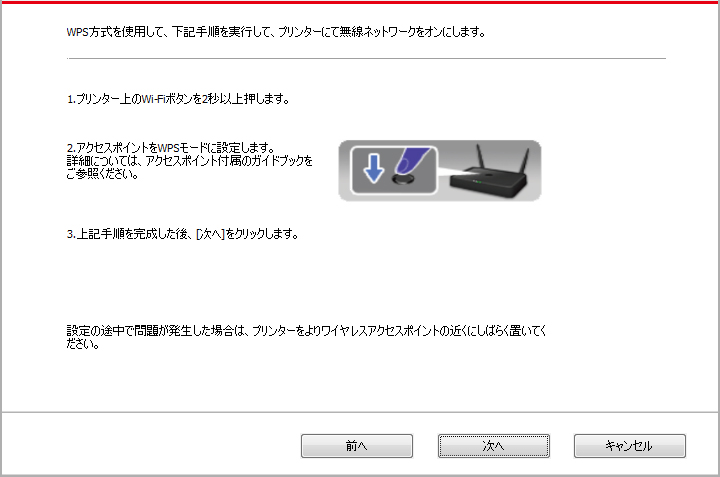 WPS方式を使用して、下記手順を実行して、プリンターにて無線ネットワークをオンにします。
1.プリンター上のWi-Fiボタンを2秒以上押します。
2.アクセスポイントをWPSモードに設定します。
詳細については、アクセスポイント付属のガイドブックを
ご参照ください。
3.上記手順を完成した後、[次へ]をクリックします。
設定の途中で問題が発生した場合は、プリンターをよりワイヤレスアクセスポイントの近くにしばらく置いてく
ださい。
前へ
次へ
キャンセル